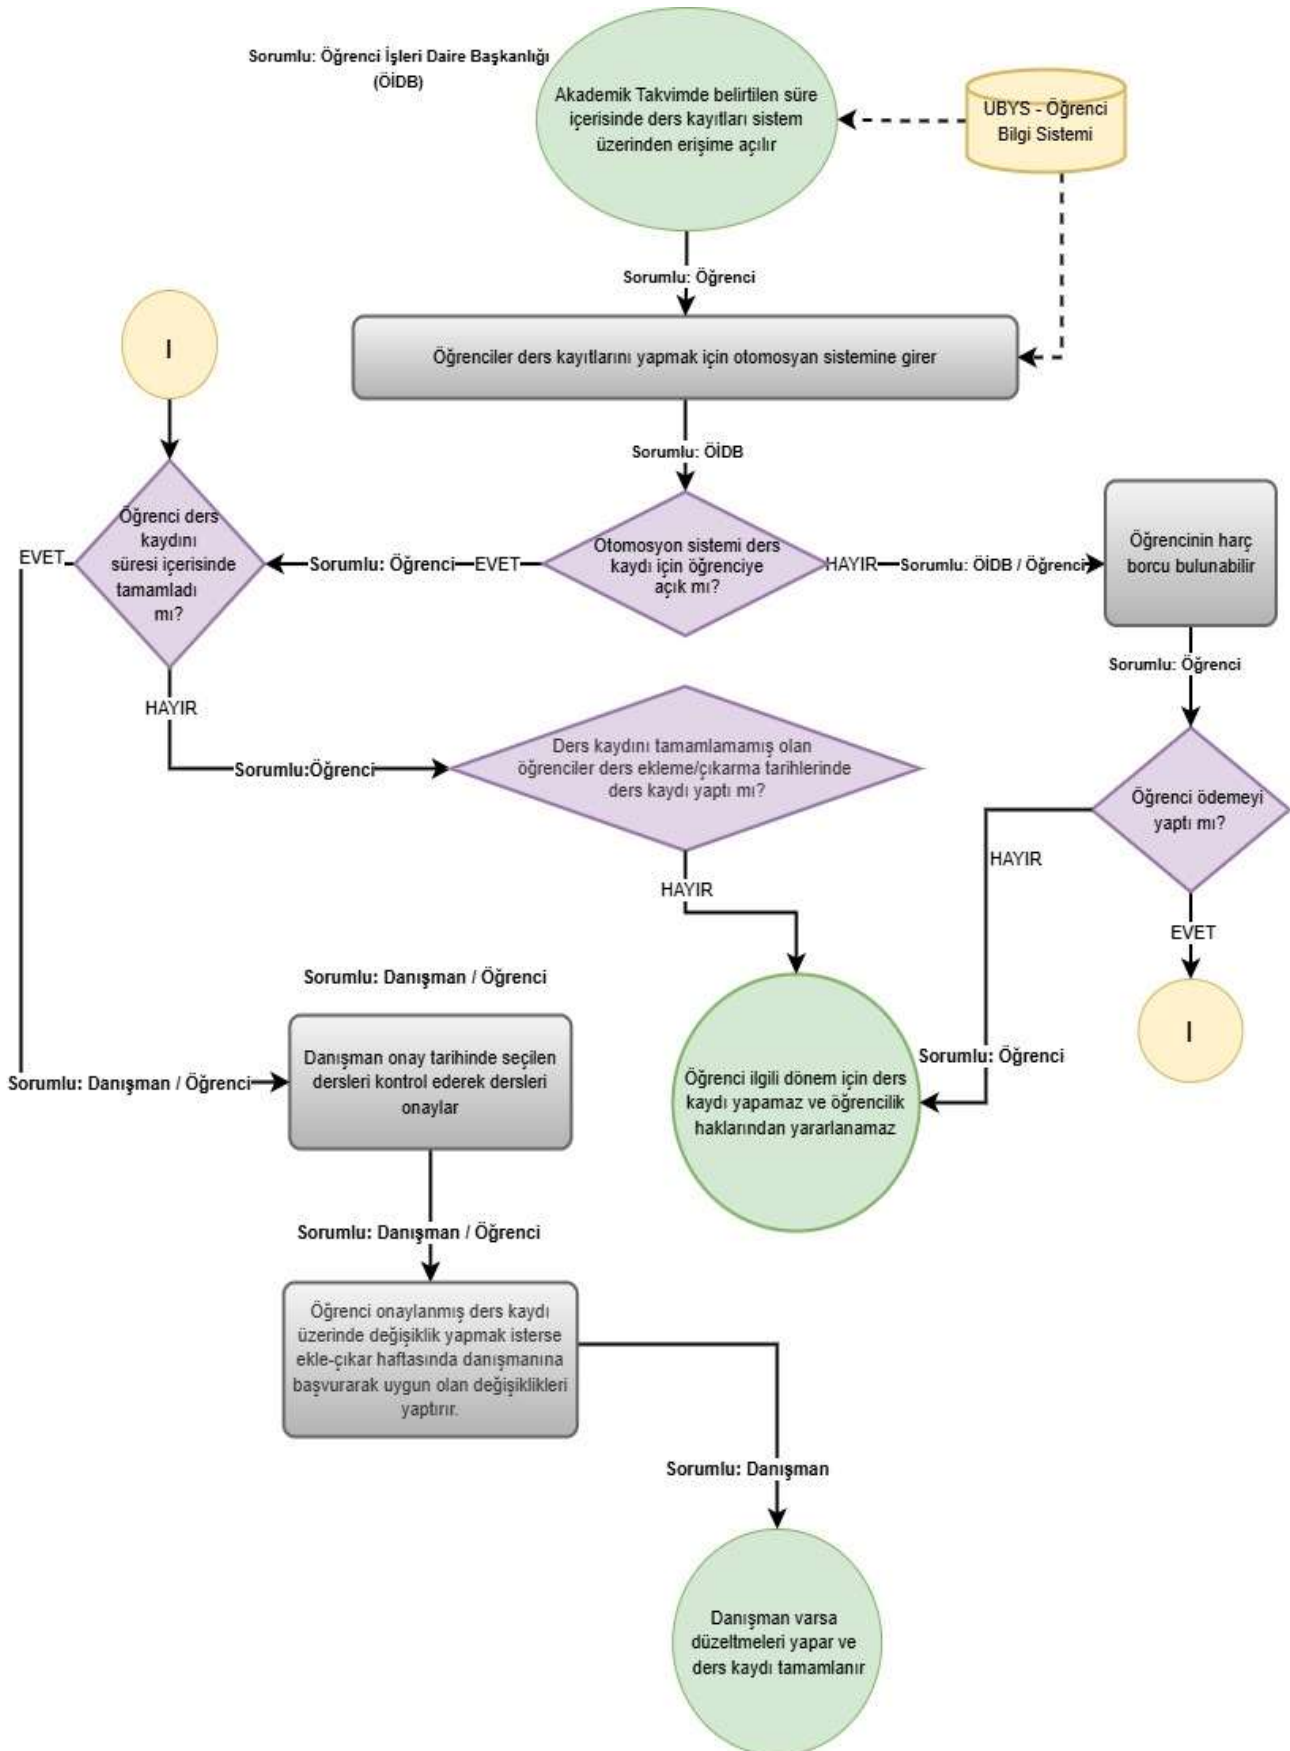 Sorumlu: Öğrenci İşleri Daire Başkanlığı
(ÖİDB)
Akademik Takvimde belirtilen süre
içerisinde ders kayıtları sistem
üzerinden erişime açılır
UBYS - Öğrenci
Bilgi Sistemi
Sorumlu: Öğrenci
I
Öğrenciler ders kayıtlarını yapmak için otomosyan sistemine girer
Sorumlu: ÖİDB
Öğrenci ders
kaydını
süresi içerisinde
tamamladı
mı?
EVET
Sorumlu: Öğrenci
EVET
Otomosyon sistemi ders
kaydı için öğrenciye
açık mı?
HAYIR
Sorumlu: ÖİDB / Öğrenci
Öğrencinin harç
borcu bulunabilir
Sorumlu: Öğrenci
HAYIR
Sorumlu:Öğrenci
Ders kaydını tamamlamamış olan
öğrenciler ders ekleme/çıkarma tarihlerinde
ders kaydı yaptı mı?
Öğrenci ödemeyi
yaptı mı?
HAYIR
HAYIR
EVET
I
Sorumlu: Danışman / Öğrenci
Danışman onay tarihinde seçilen
dersleri kontrol ederek dersleri
onaylar
Sorumlu: Danışman / Öğrenci
Sorumlu: Öğrenci
Öğrenci ilgili dönem için ders
kaydı yapamaz ve öğrencilik
haklarından yararlanamaz
Sorumlu: Danışman / Öğrenci
Öğrenci onaylanmış ders kaydı
üzerinde değişiklik yapmak isterse
ekle-çıkar haftasında danışmanına
başvurarak uygun olan değişiklikleri
yaptırır.
Sorumlu: Danışman
Danışman varsa
düzeltmeleri yapar ve
ders kaydı tamamlanır